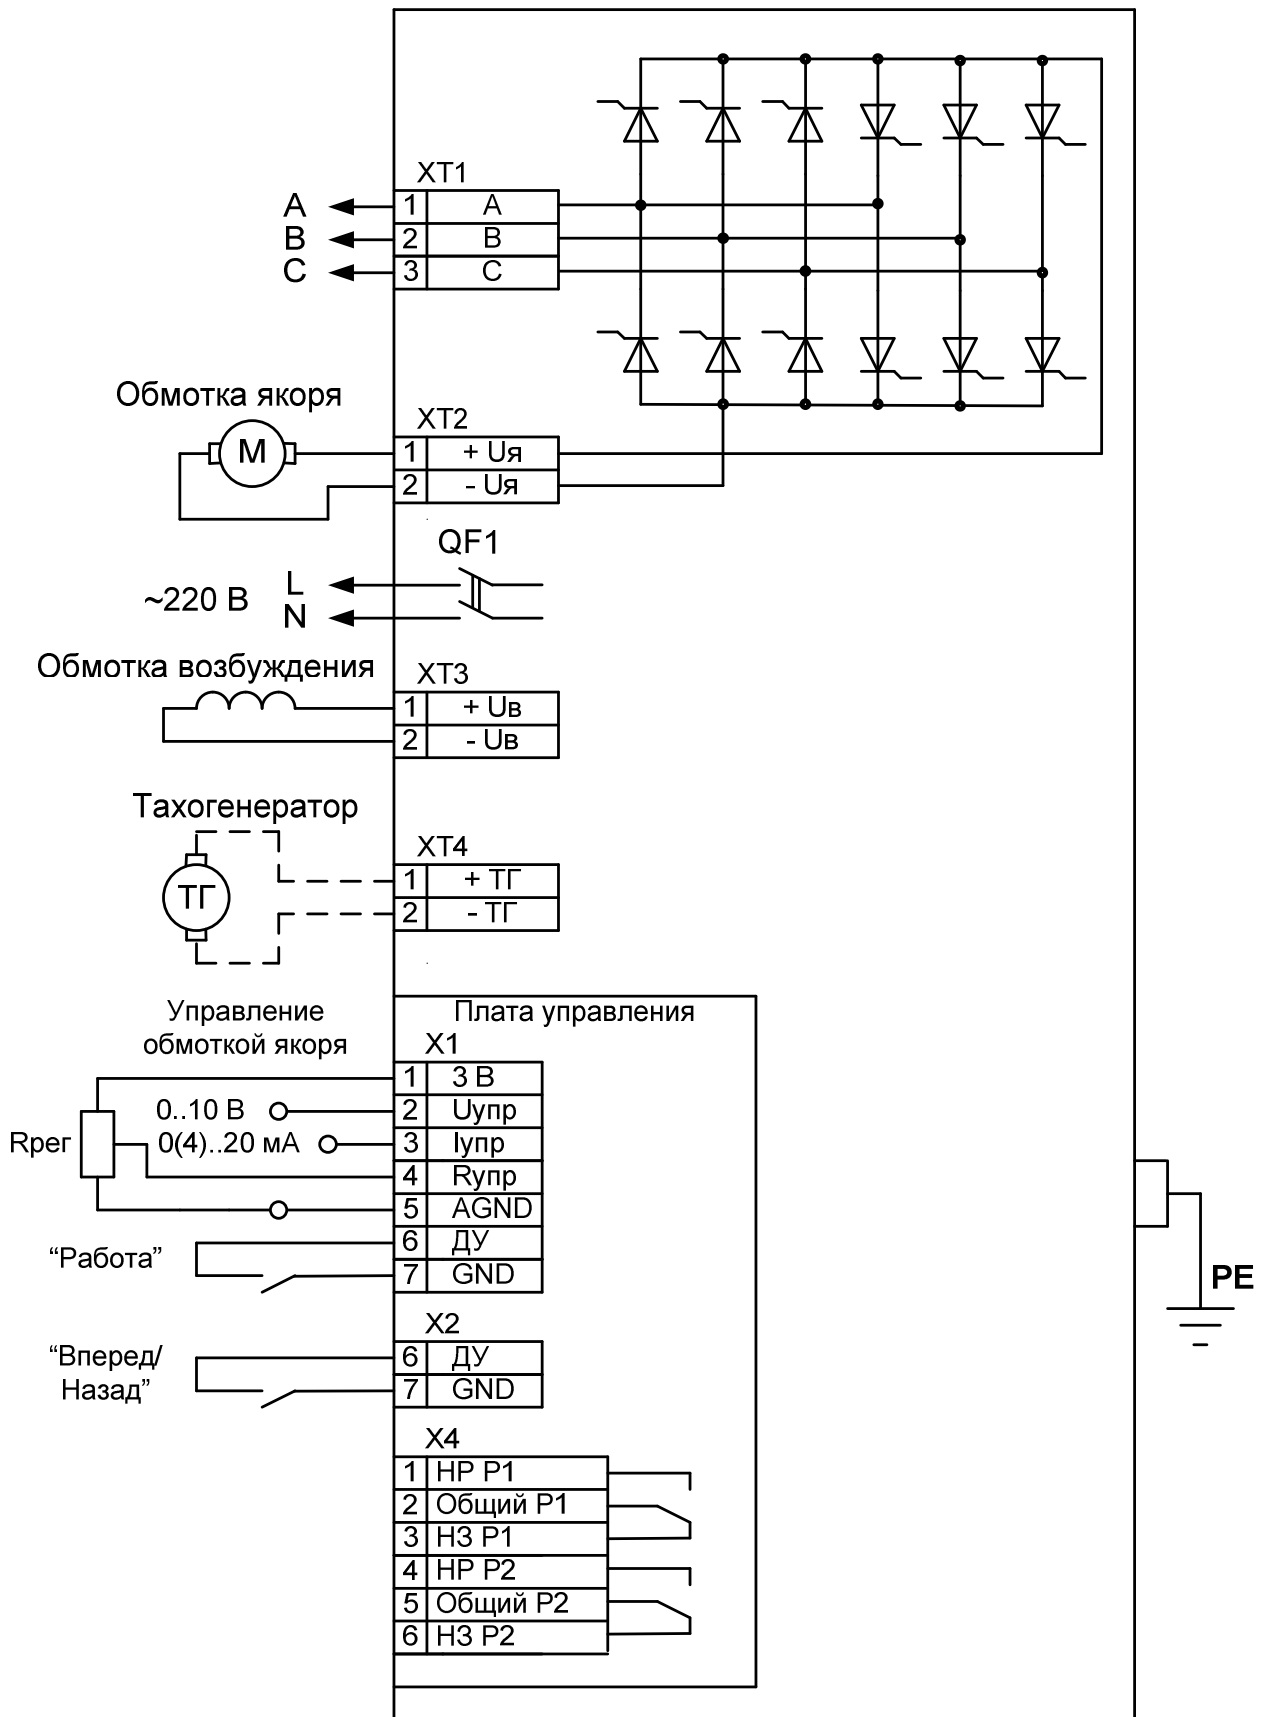 XT1
A 1 A
B 2 B
C 3 C
Обмотка якоря
XT2
M 1 + Uя
2 - Uя
QF1
~220 В
L
N
Обмотка возбуждения
XT3
1 + Uв
2 - Uв
Тахогенератор
XT4
ТГ
1 + ТГ
2 - ТГ
Управление
обмоткой якоря
Плата управления
X1
1 3 В
0..10 В 2 Uупр
Rрег 0(4)..20 мА 3 Iупр
4 Rупр
5 AGND
6 ДУ
“Работа”
7 GND
PE
X2
“Вперед/
Назад”
6 ДУ
7 GND
X4
1 НР Р1
2 Общий Р1
3 НЗ Р1
4 НР Р2
5 Общий Р2
6 НЗ Р2